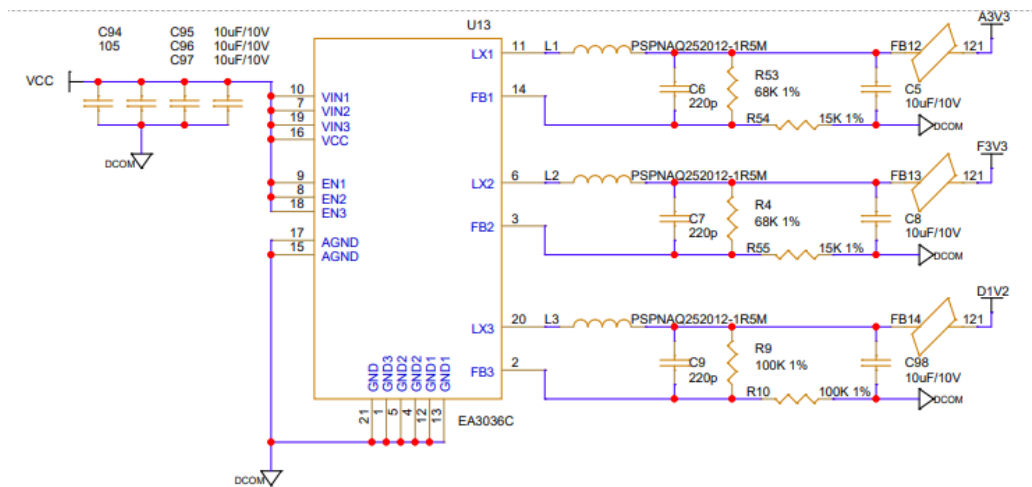 U13
C94
105
C95
C96
C97
10uF/10V
10uF/10V
10uF/10V
VCC
DCOM
10
VIN1
7
VIN2
19
VIN3
16
VCC
9
EN1
8
EN2
18
EN3
17
AGND
15
AGND
LX1
11
FB1
14
LX2
6
FB2
3
LX3
20
FB3
2
GND
GND3
GND2
GND2
GND1
GND1
21
1
5
4
12
13
EA3036C
DCOM
L1
PSPNAQ252012-1R5M
C6
220p
R53
68K 1%
R54
15K 1%
C5
10uF/10V
FB12
121
A3V3
DCOM
L2
PSPNAQ252012-1R5M
C7
220p
R4
68K 1%
R55
15K 1%
C8
10uF/10V
FB13
121
F3V3
DCOM
L3
PSPNAQ252012-1R5M
C9
220p
R9
100K 1%
R10
100K 1%
C98
10uF/10V
FB14
121
D1V2
DCOM